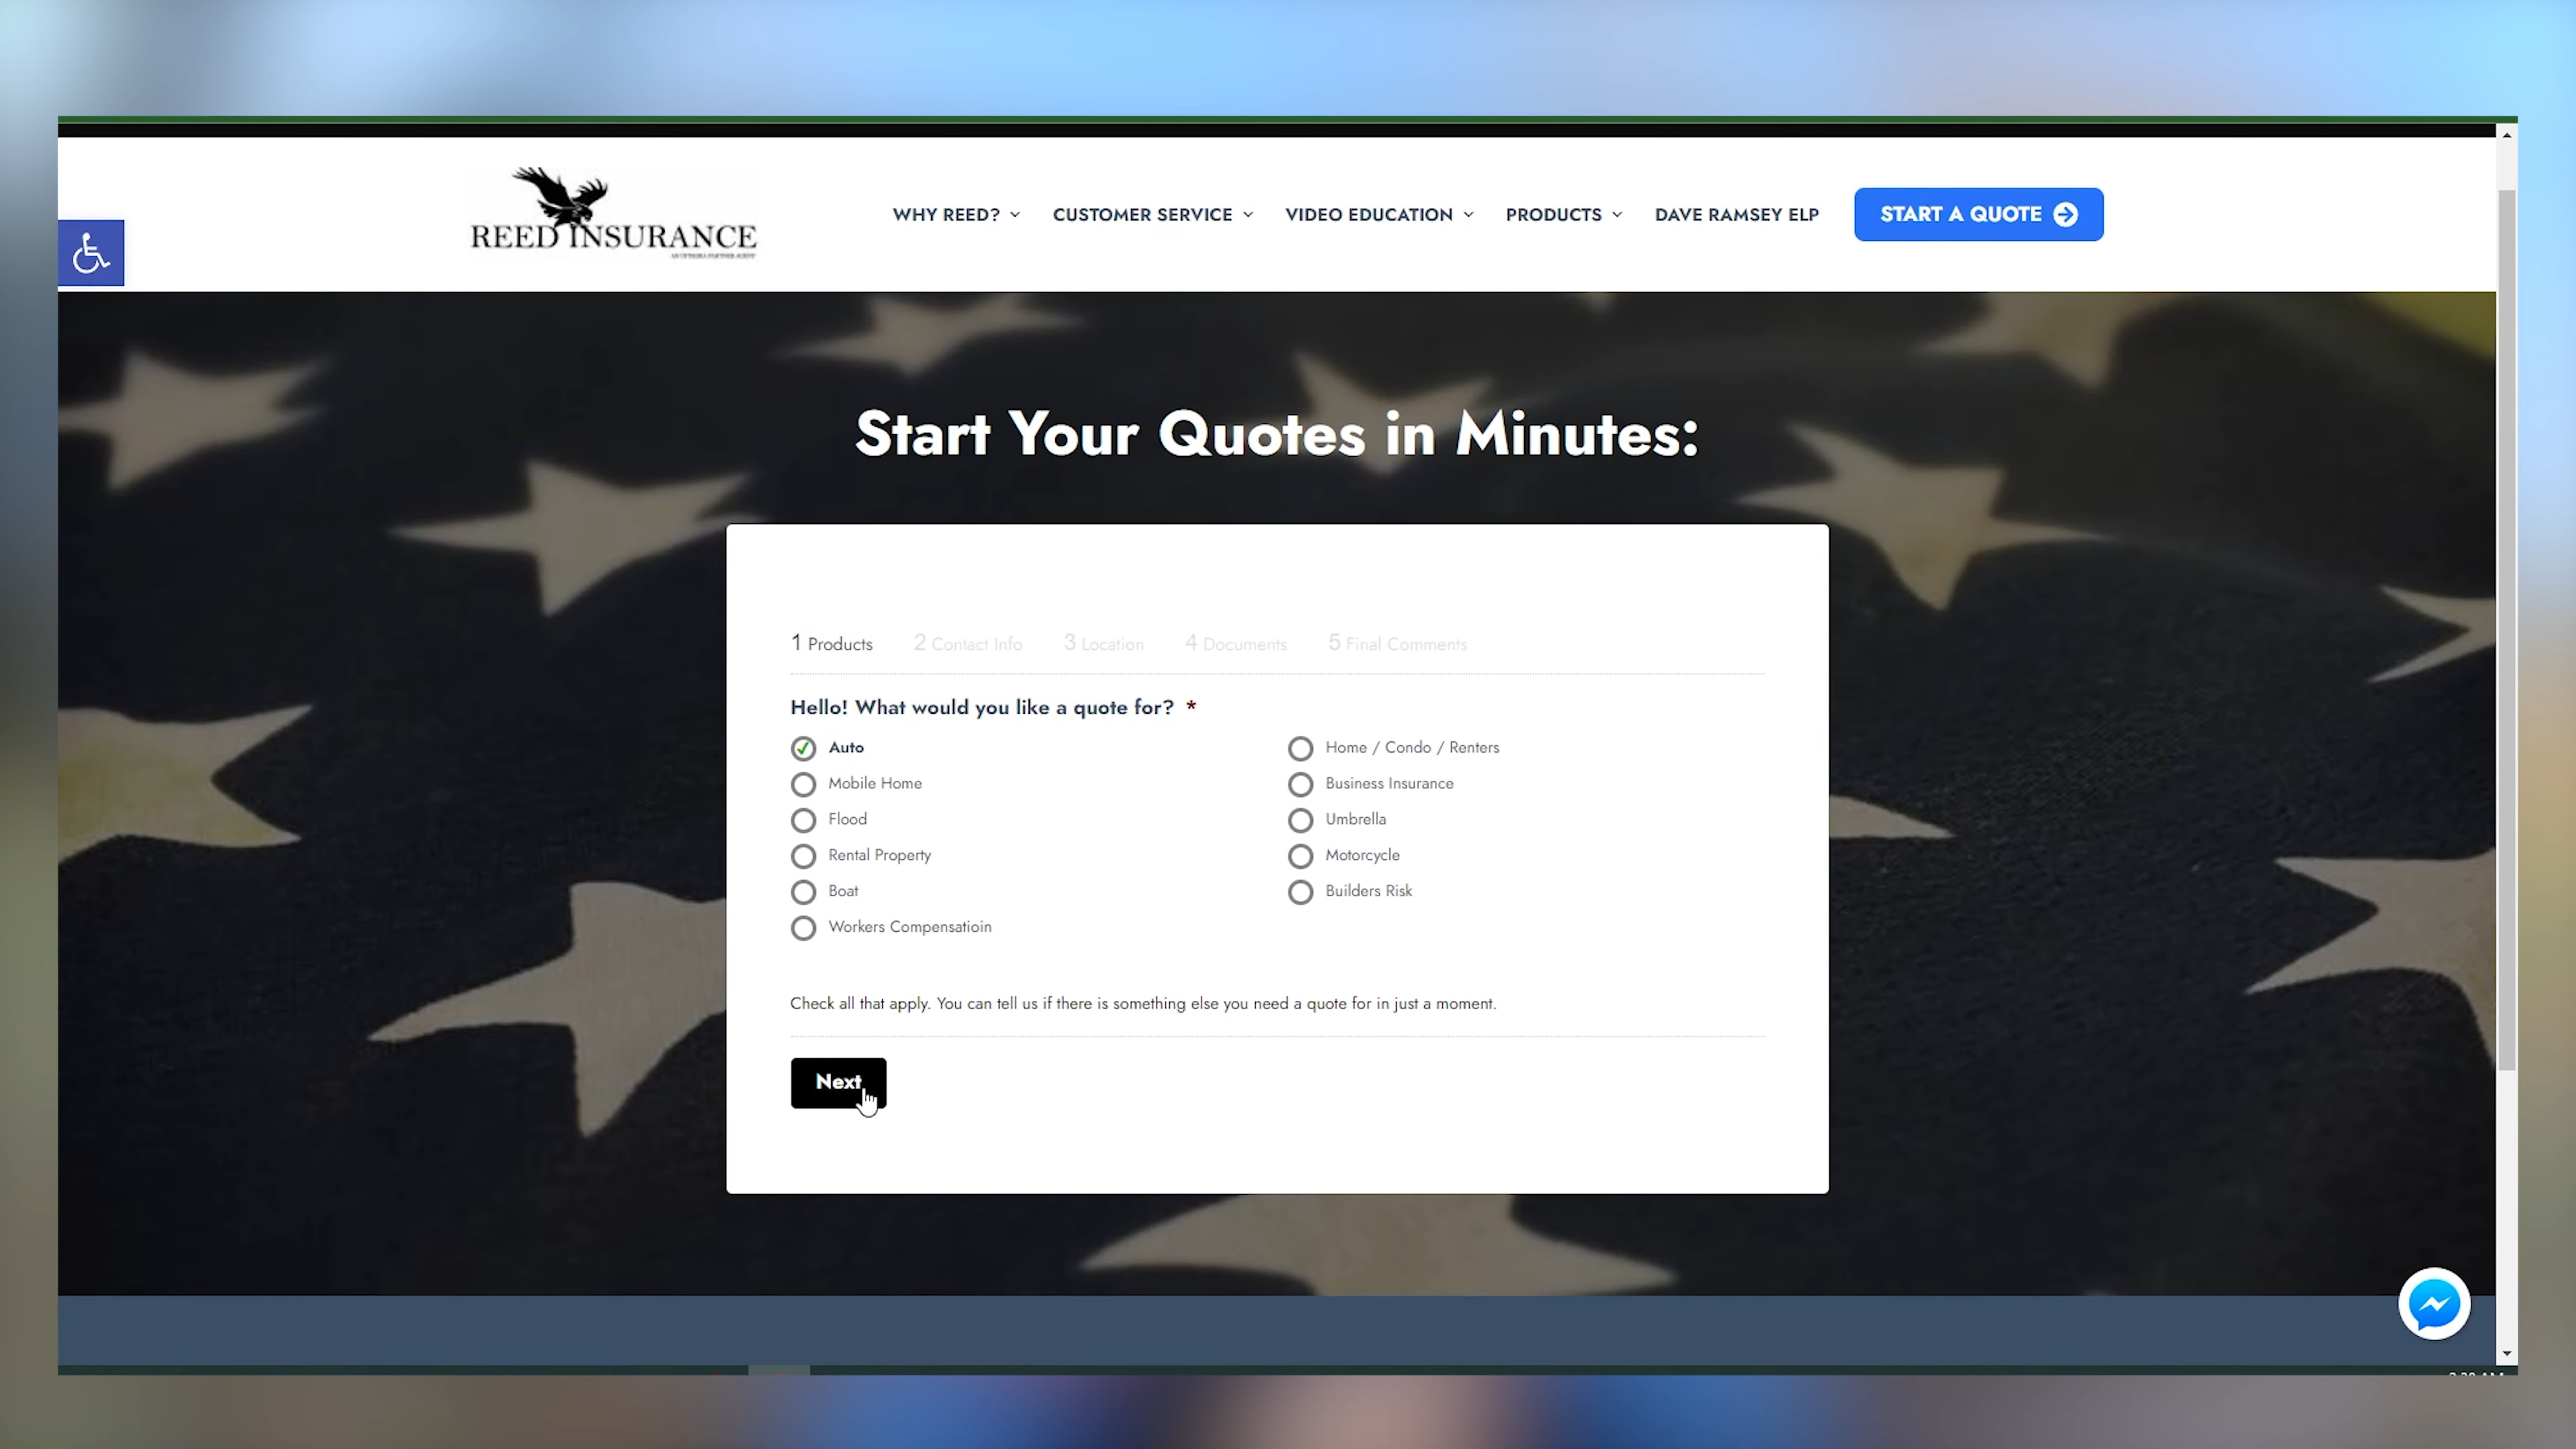 REED INSURANCE
WHY REED?
CUSTOMER SERVICE
VIDEO EDUCATION
PRODUCTS
DAVE RAMSEY ELP
START A QUOTE
Start Your Quotes in Minutes:
1 Products 2 Contact Info 3 Location 4 Documents 5 Final Comments
Hello! What would you like a quote for? *
Auto
Home / Condo / Renters
Mobile Home
Business Insurance
Flood
Umbrella
Rental Property
Motorcycle
Boat
Builders Risk
Workers Compensatioin
Check all that apply. You can tell us if there is something else you need a quote for in just a moment.
Next